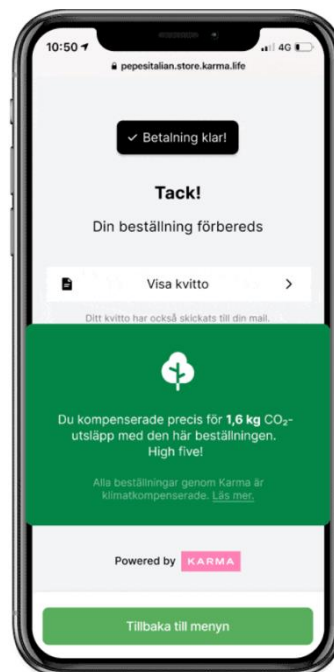 10:50
4G
pepesitalian.store.karma.life
✓ Betalning klar!
Tack!
Din beställning förbereds
Visa kvitto
Ditt kvitto har också skickats till din mail.
Du kompenserade precis för 1,6 kg CO₂-
utsläpp med den här beställningen.
High five!
Alla beställningar genom Karma är
klimatkompenserade. Läs mer.
Powered by KARMA
Tillbaka till menyn